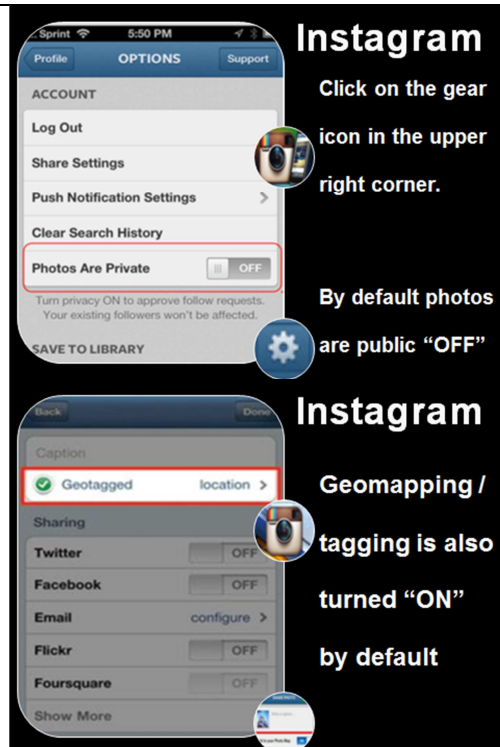 Sprint 5:50 PM
Profile OPTIONS Support
ACCOUNT
Log Out
Share Settings
Push Notification Settings
Clear Search History
Photos Are Private OFF
Turn privacy ON to approve follow requests.
Your existing followers won't be affected.
SAVE TO LIBRARY
Instagram
Click on the gear
icon in the upper
right corner.
By default photos
are public “OFF”
Back Done
Caption
Geotagged location
Sharing
Twitter OFF
Facebook OFF
Email configure
Flickr OFF
Foursquare OFF
Show More
Instagram
Geomapping /
tagging is also
turned “ON”
by default